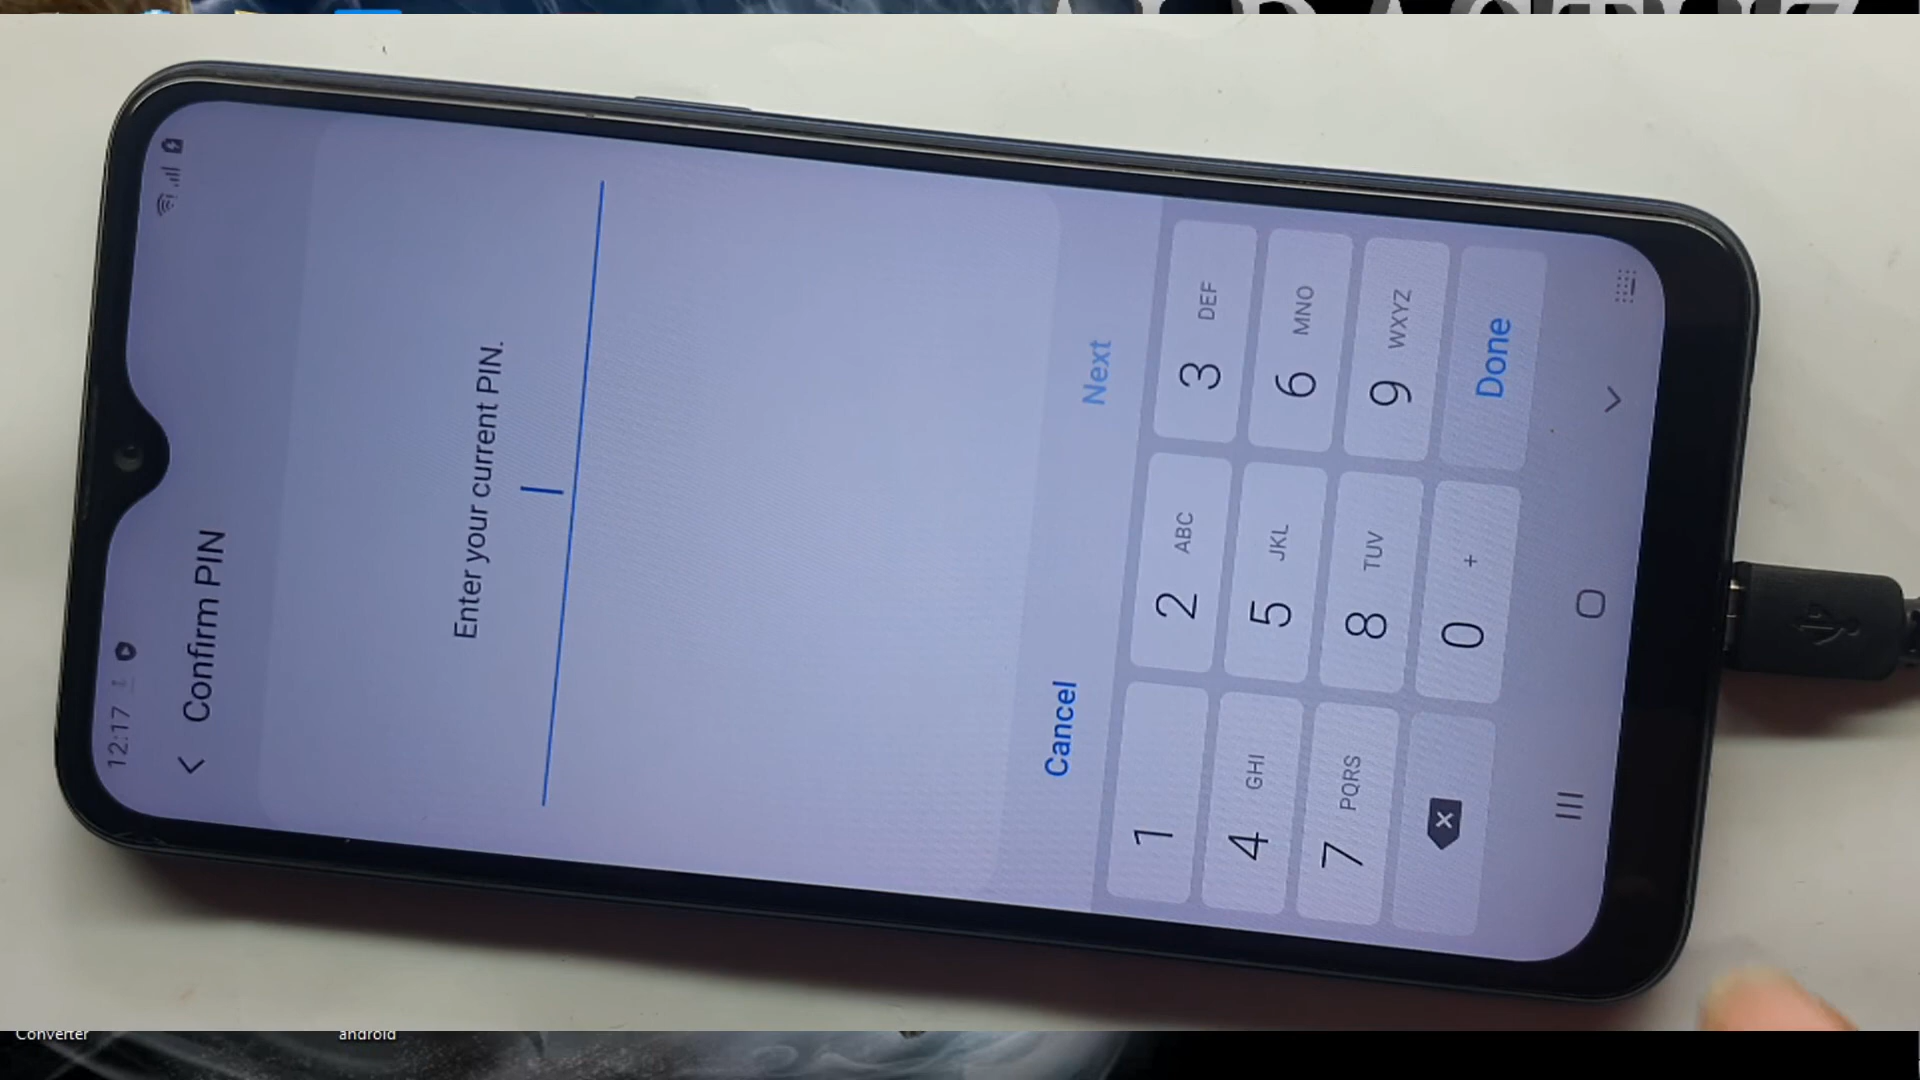 12:17
Confirm PIN
Enter your current PIN.
Cancel Next
1 2 ABC 3 DEF
4 GHI 5 JKL 6 MNO
7 PQRS 8 TUV 9 WXYZ
0 + Done
Converter android